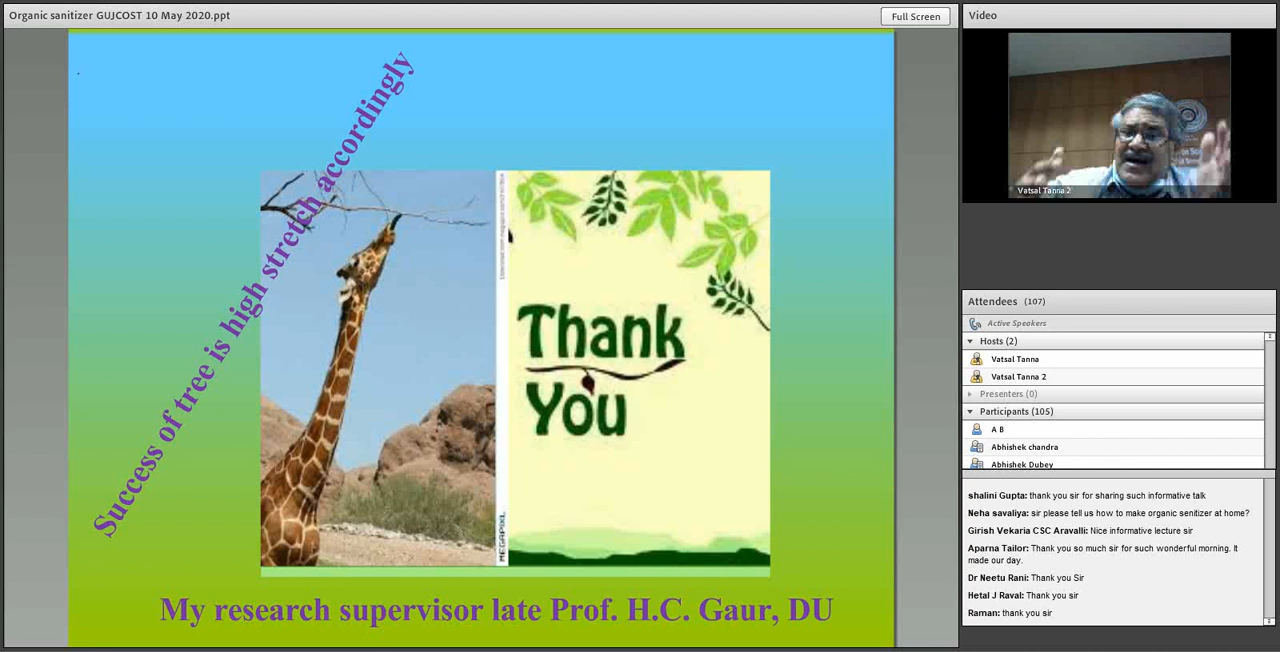 Organic sanitizer GUJCOST 10 May 2020.ppt
Full Screen
Success of tree is high stretch accordingly
Thank
You
MEGAPIXL
My research supervisor late Prof. H.C. Gaur, DU
Video
Vatsal Tanna 2
Attendees (107)
Active Speakers
Hosts (2)
Vatsal Tanna
Vatsal Tanna 2
Presenters (0)
Participants (105)
A B
Abhishek chandra
Abhishek Dubey
shalini Gupta: thank you sir for sharing such informative talk
Neha savaliya: sir please tell us how to make organic senitizer at home?
Girish Vekaria CSC Aravalli: Nice informative lecture sir
Aparna Tailor: Thank you so much sir for such wonderful morning. It
made our day.
Dr Neetu Rani: Thank you Sir
Hetal J Raval: Thank you sir
Raman: thank you sir